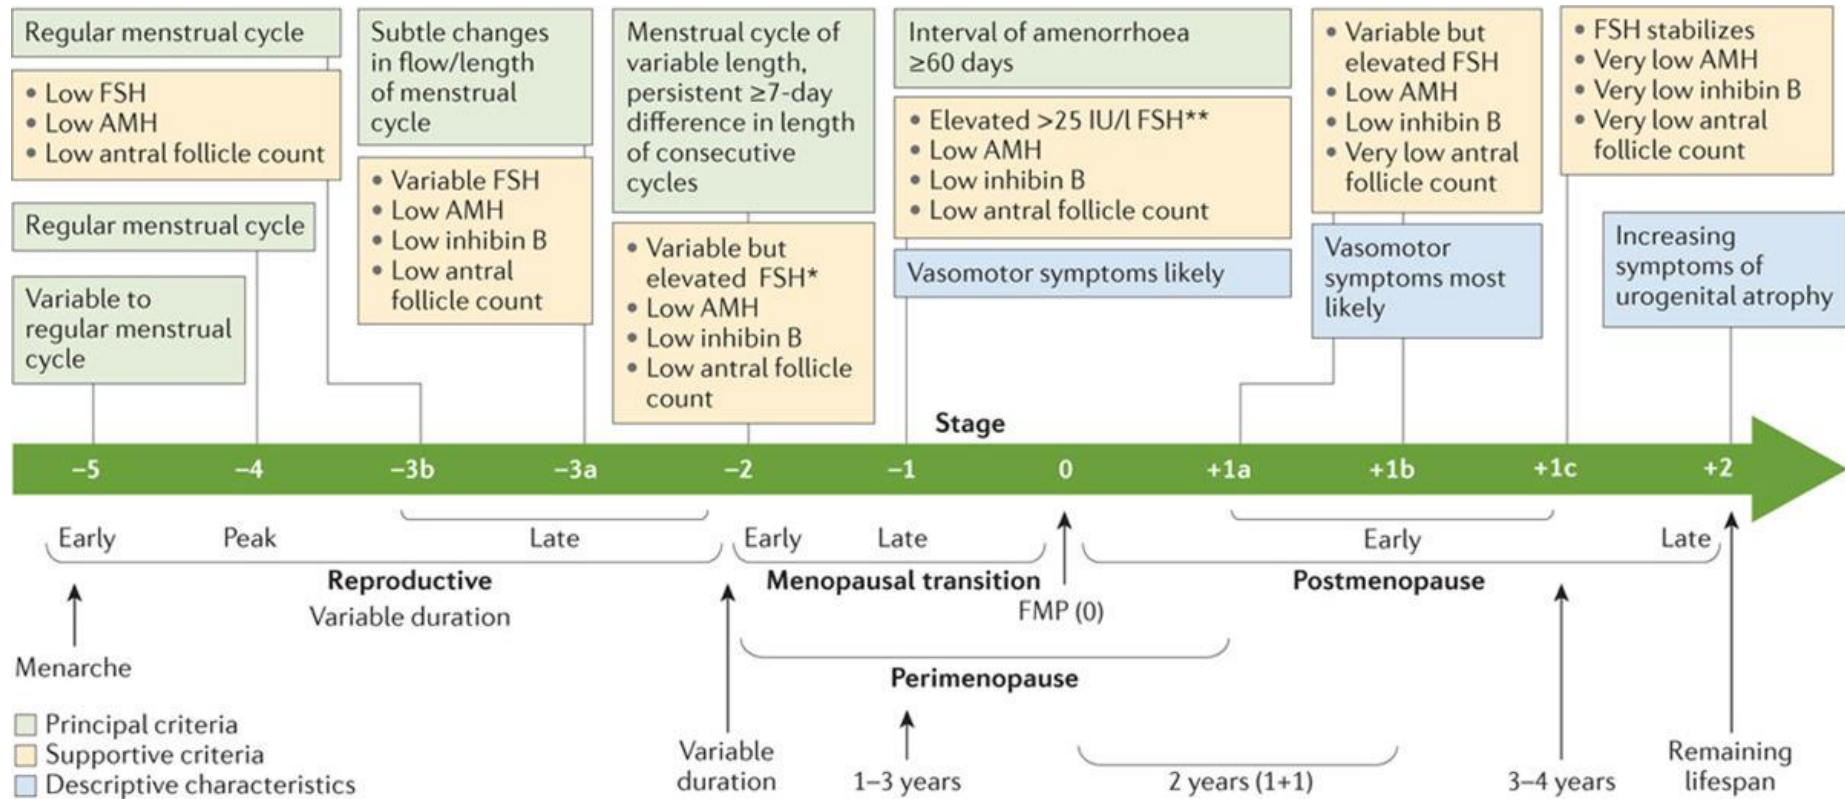 Regular menstrual cycle
• Low FSH
• Low AMH
• Low antral follicle count
Regular menstrual cycle
Variable to
regular menstrual
cycle
Subtle changes
in flow/length
of menstrual
cycle
• Variable FSH
• Low AMH
• Low inhibin B
• Low antral
follicle count
Menstrual cycle of
variable length,
persistent ≥7-day
difference in length
of consecutive
cycles
• Variable but
elevated FSH*
• Low AMH
• Low inhibin B
• Low antral follicle
count
Interval of amenorrhoea
≥60 days
• Elevated >25 IU/l FSH**
• Low AMH
• Low inhibin B
• Low antral follicle count
Vasomotor symptoms likely
• Variable but
elevated FSH
• Low AMH
• Low inhibin B
• Very low antral
follicle count
Vasomotor
symptoms most
likely
• FSH stabilizes
• Very low AMH
• Very low inhibin B
• Very low antral
follicle count
Increasing
symptoms of
urogenital atrophy
Stage
–5 –4 –3b –3a –2 –1 0 +1a +1b +1c +2
Early Peak Late Early Late Early Late
Reproductive Menopausal transition Postmenopause
Variable duration
FMP (0)
Menarche
Perimenopause
Principal criteria
Supportive criteria
Descriptive characteristics
Variable
duration
1–3 years
2 years (1+1)
3–4 years
Remaining
lifespan